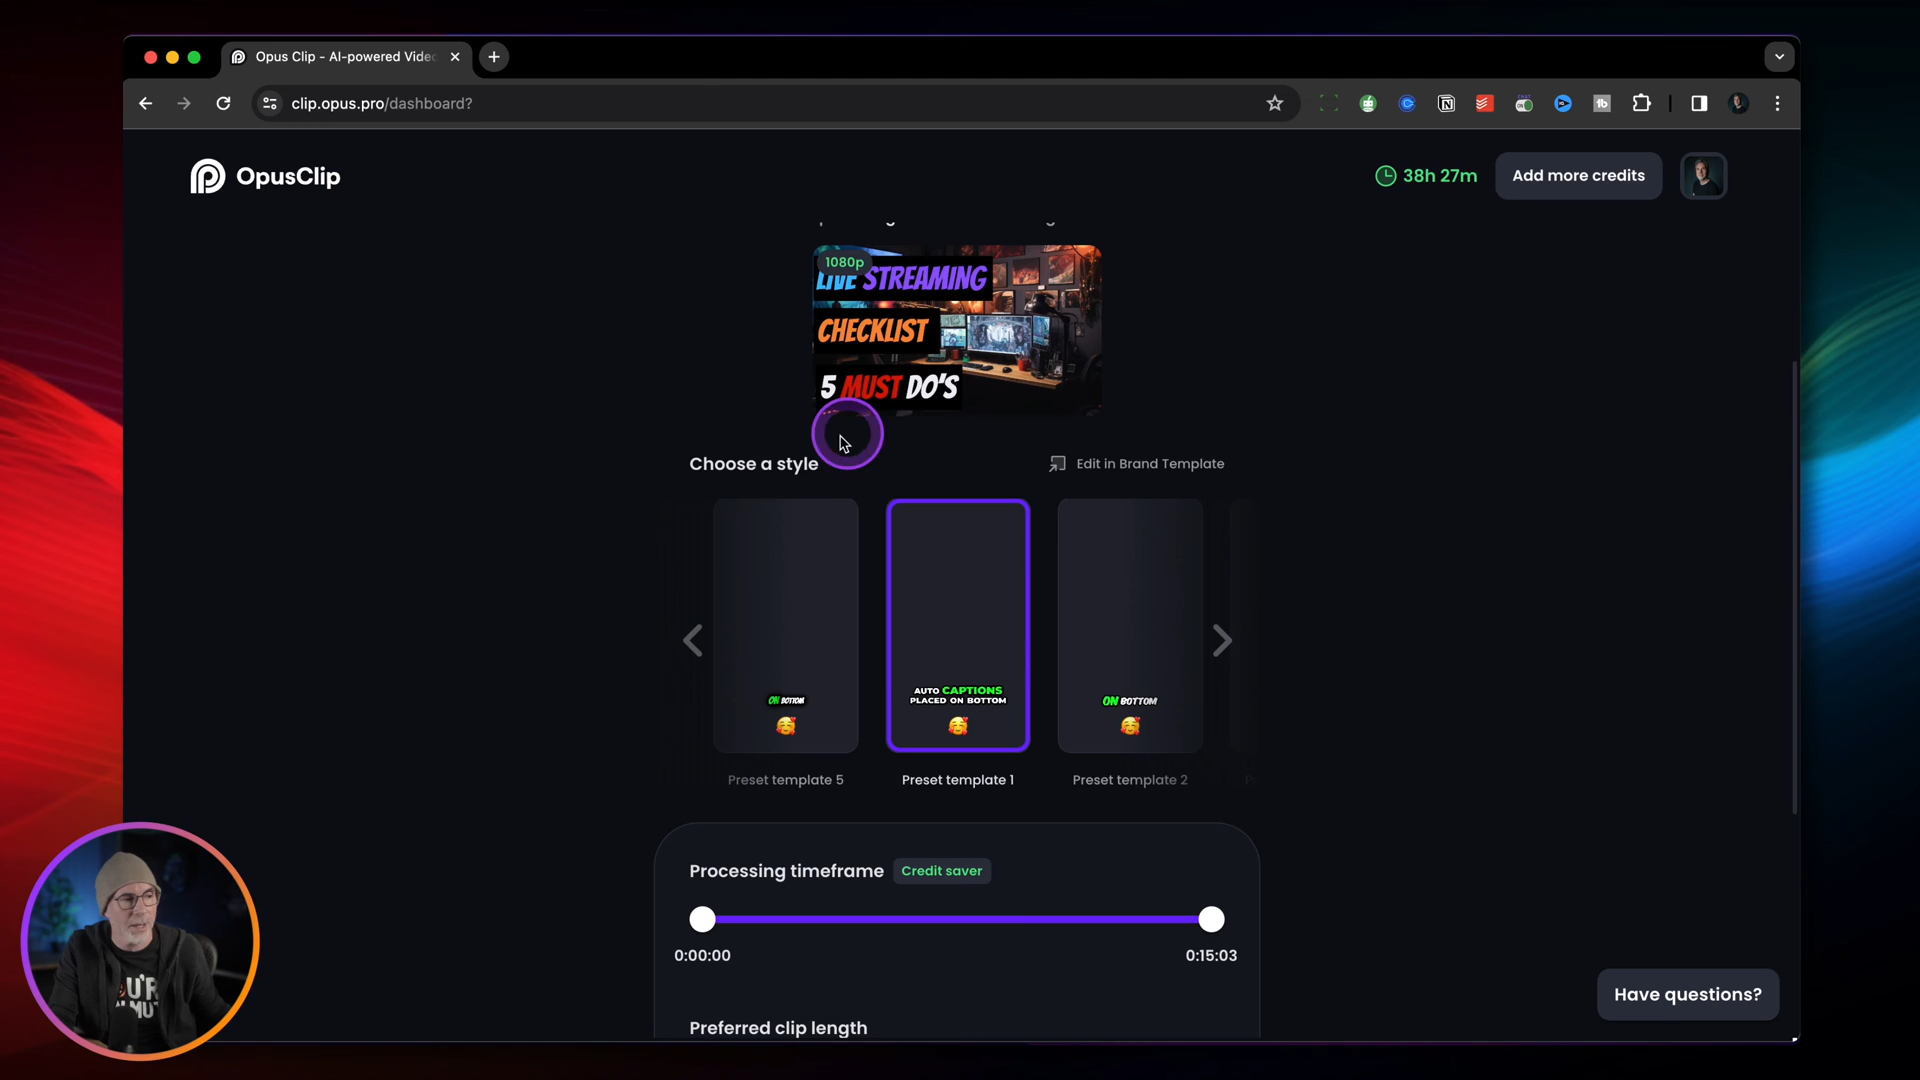 Opus Clip - AI-powered Video
clip.opus.pro/dashboard?
OpusClip
38h 27m
Add more credits
1080p
LIVE STREAMING
CHECKLIST
5 MUST DO'S
Choose a style
Edit in Brand Template
ON BOTTOM
AUTO CAPTIONS
PLACED ON BOTTOM
ON BOTTOM
Preset template 5
Preset template 1
Preset template 2
Processing timeframe
Credit saver
0:00:00
0:15:03
Preferred clip length
Have questions?